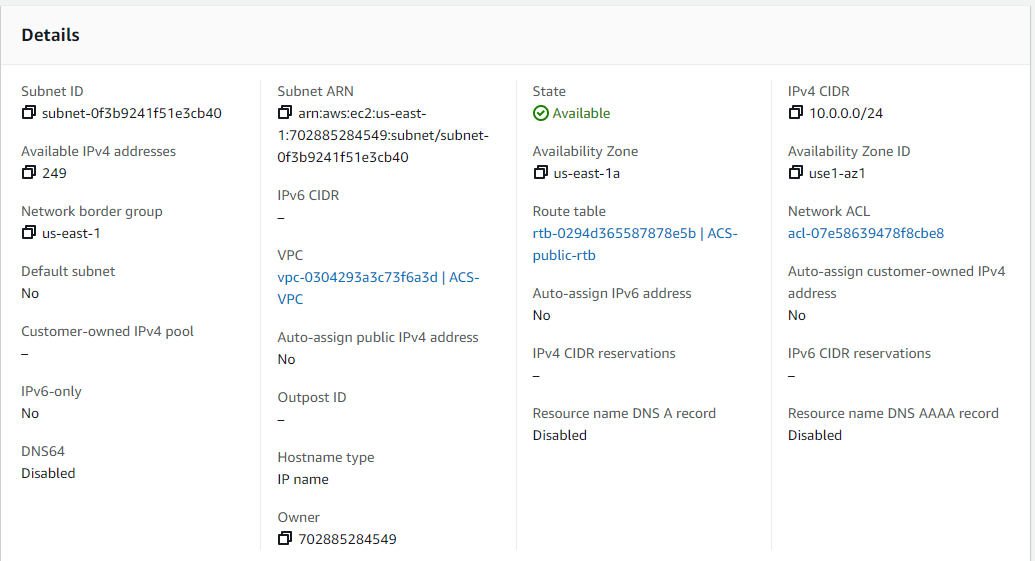 Details
Subnet ID
subnet-0f3b9241f51e3cb40
Available IPv4 addresses
249
Network border group
us-east-1
Default subnet
No
Customer-owned IPv4 pool
–
IPv6-only
No
DNS64
Disabled
Subnet ARN
arn:aws:ec2:us-east-
1:702885284549:subnet/subnet-
0f3b9241f51e3cb40
IPv6 CIDR
–
VPC
vpc-0304293a3c73f6a3d | ACS-
VPC
Auto-assign public IPv4 address
No
Outpost ID
–
Hostname type
IP name
Owner
702885284549
State
Available
Availability Zone
us-east-1a
Route table
rtb-0294d365587878e5b | ACS-
public-rtb
Auto-assign IPv6 address
No
IPv4 CIDR reservations
–
Resource name DNS A record
Disabled
IPv4 CIDR
10.0.0.0/24
Availability Zone ID
use1-az1
Network ACL
acl-07e58639478f8cbe8
Auto-assign customer-owned IPv4
address
No
IPv6 CIDR reservations
–
Resource name DNS AAAA record
Disabled